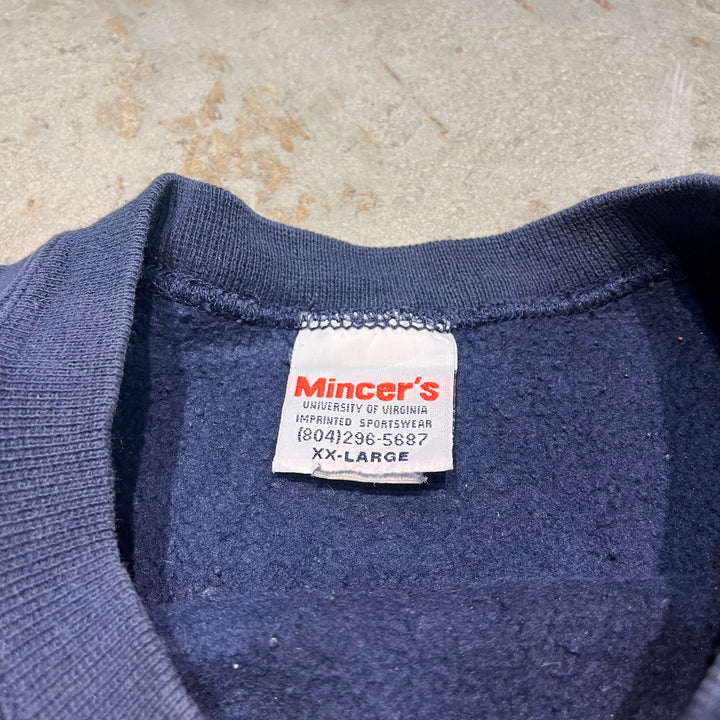 Mincer's
UNIVERSITY OF VIRGINIA
IMPRINTED SPORTSWEAR
(804)296-5687
XX-LARGE